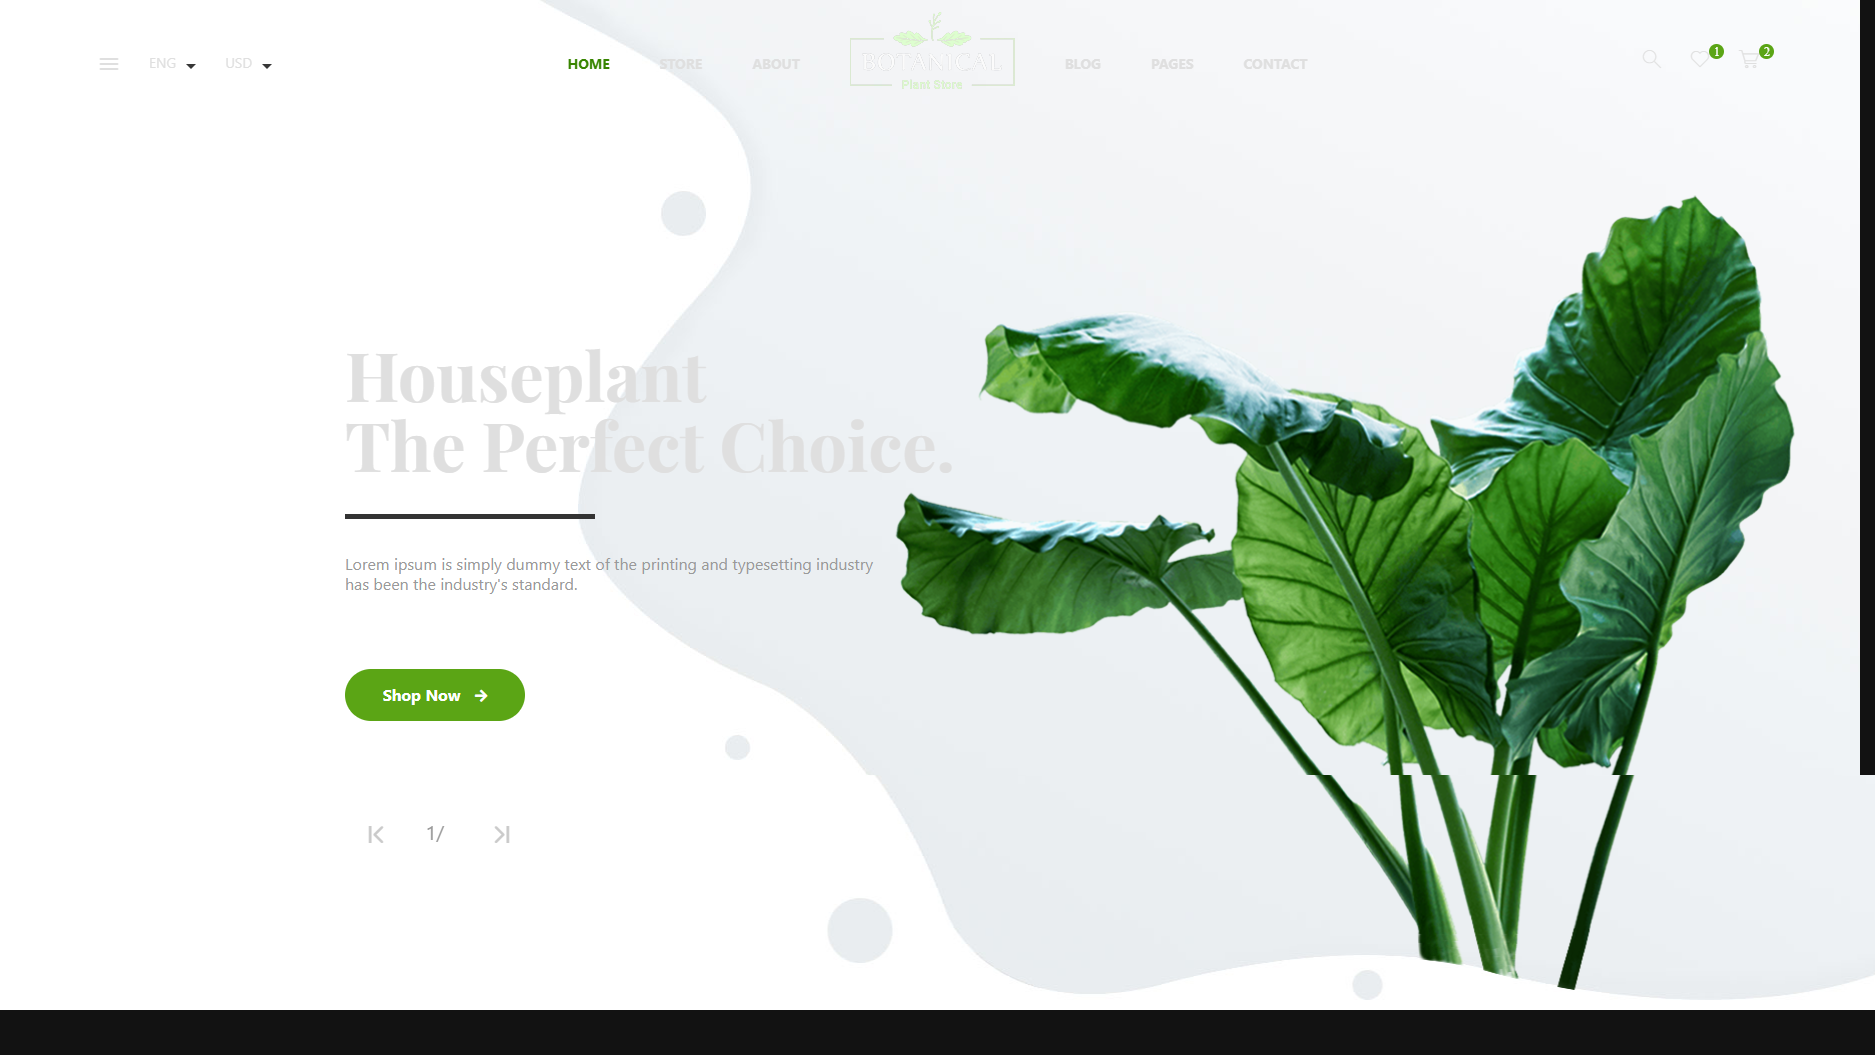 ENG USD HOME STORE ABOUT BOTANICAL Plant Store BLOG PAGES CONTACT 1 2
Houseplant
The Perfect Choice.
Lorem ipsum is simply dummy text of the printing and typesetting industry
has been the industry's standard.
Shop Now
1/